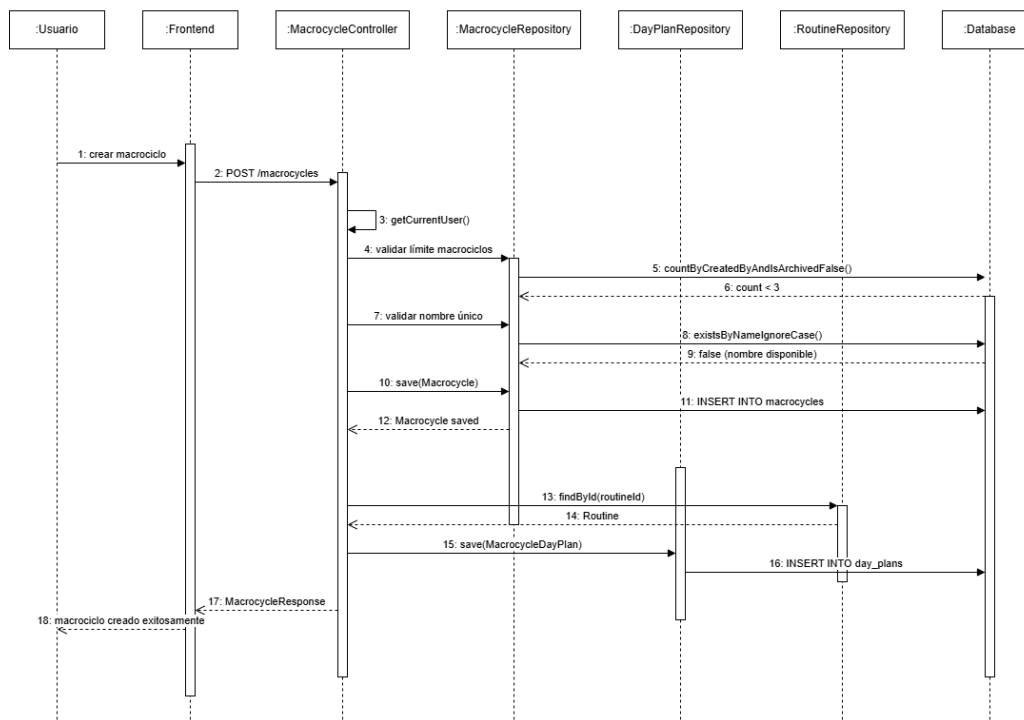 :Usuario
:Frontend
:MacrocycleController
:MacrocycleRepository
:DayPlanRepository
:RoutineRepository
:Database
1: crear macrociclo
2: POST /macrocycles
3: getCurrentUser()
4: validar límite macrociclos
5: countByCreatedByAndIsArchivedFalse()
6: count < 3
7: validar nombre único
8: existsByNameIgnoreCase()
9: false (nombre disponible)
10: save(Macrocycle)
11: INSERT INTO macrocycles
12: Macrocycle saved
13: findById(routineId)
14: Routine
15: save(MacrocycleDayPlan)
16: INSERT INTO day_plans
17: MacrocycleResponse
18: macrociclo creado exitosamente